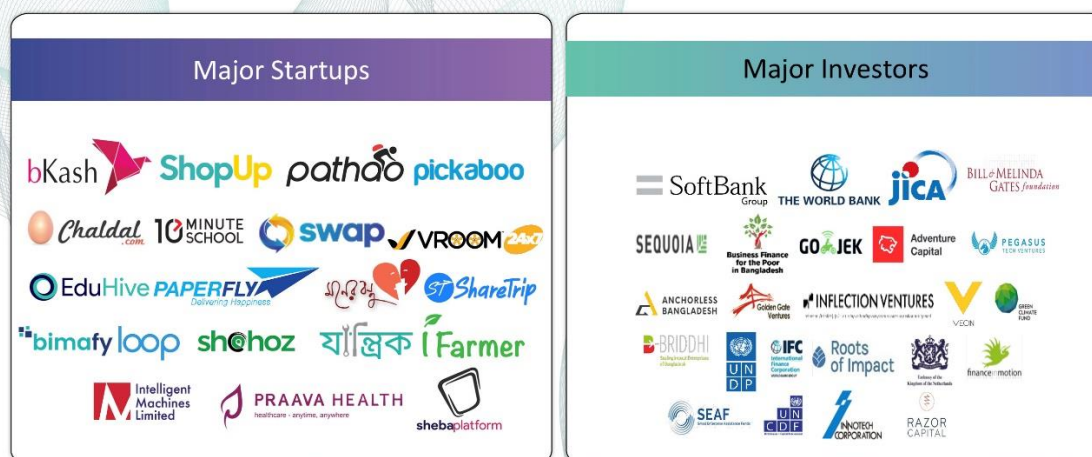 Major Startups
bKash ShopUp pathao pickaboo
Chaldal.com 10 MINUTE SCHOOL swap VROOM 24x7
EduHive PAPERFLY Delivering Happiness ShareTrip
bimafy loop shohoz যান্ত্রিক iFarmer
Intelligent Machines Limited PRAAVA HEALTH healthcare - anytime, anywhere shebaplatform
Major Investors
SoftBank Group THE WORLD BANK jICA BILL & MELINDA GATES foundation
SEQUOIA Business Finance for the Poor in Bangladesh GOJEK Adventure Capital PEGASUS TECH VENTURES
ANCHORLESS BANGLADESH Golden Gate Ventures INFLECTION VENTURES VEON GREEN CLIMATE FUND
B-BRIDDHI UNDP IFC International Finance Corporation Roots of Impact Embassy of the Kingdom of the Netherlands finance in motion
SEAF UNCDF INNOTECH CORPORATION RAZOR CAPITAL